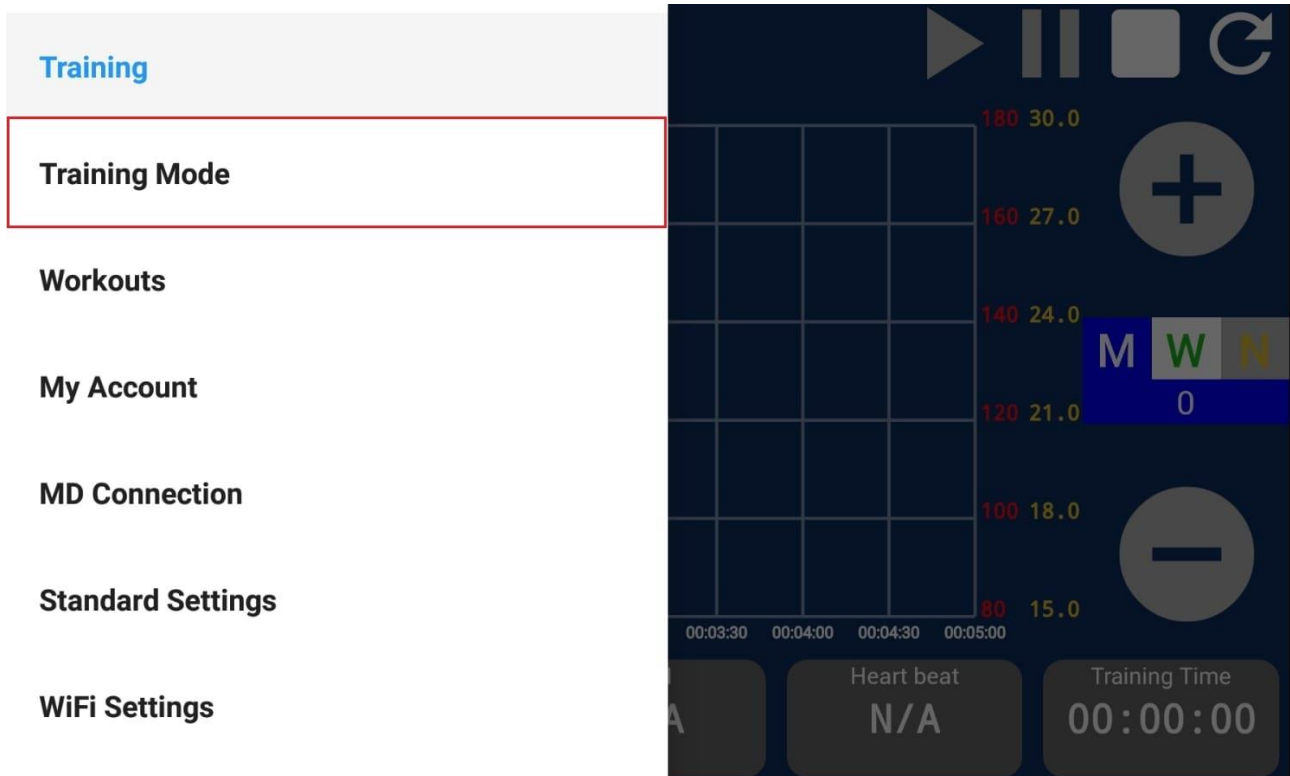 Training
Training Mode
Workouts
My Account
MD Connection
Standard Settings
WiFi Settings
180 30.0
160 27.0
140 24.0
M W N
0
120 21.0
100 18.0
80 15.0
00:03:30 00:04:00 00:04:30 00:05:00
Heart beat
N/A
Training Time
00:00:00